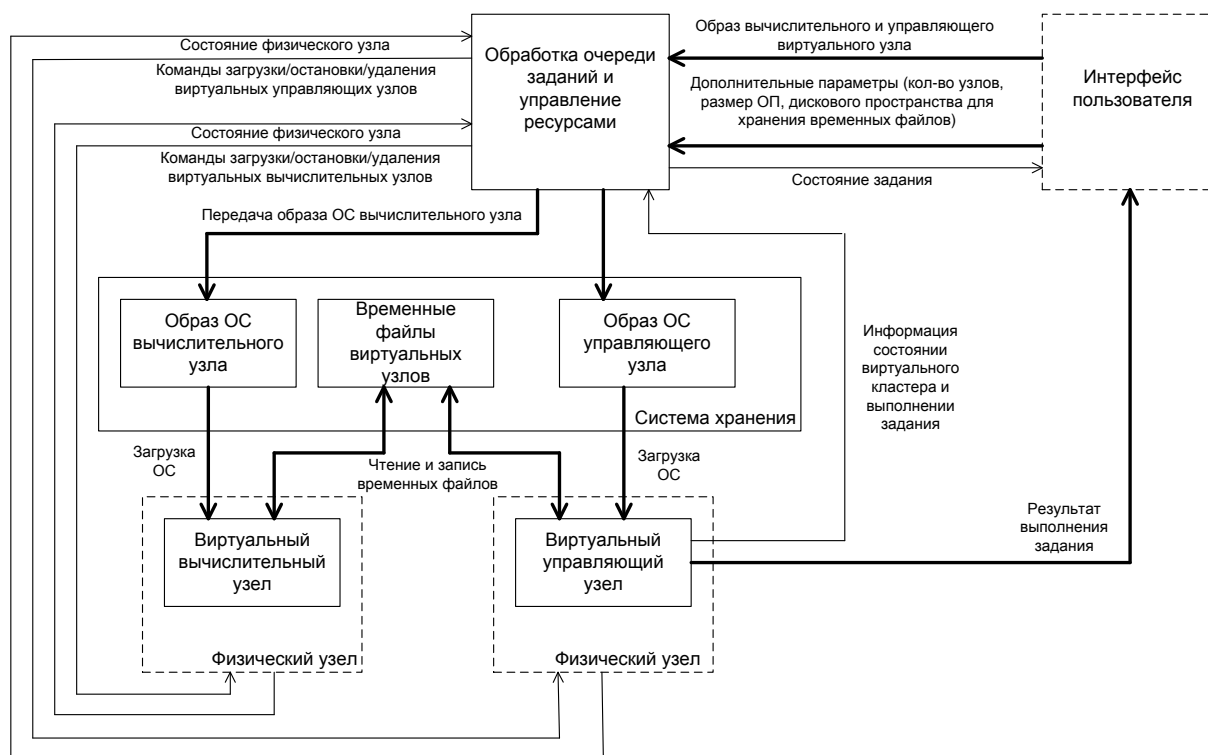 Состояние физического узла
Команды загрузки/остановки/удаления
виртуальных управляющих узлов
Состояние физического узла
Команды загрузки/остановки/удаления
виртуальных вычислительных узлов
Обработка очереди
заданий и
управление
ресурсами
Образ вычислительного и управляющего
виртуального узла
Дополнительные параметры (кол-во узлов,
размер ОП, дискового пространства для
хранения временных файлов)
Состояние задания
Интерфейс
пользователя
Передача образа ОС вычислительного узла
Образ ОС
вычислительного
узла
Временные
файлы
виртуальных
узлов
Образ ОС
управляющего
узла
Система хранения
Информация
состоянии
виртуального
кластера и
выполнении
задания
Загрузка
ОС
Чтение и запись
временных файлов
Загрузка
ОС
Виртуальный
вычислительный
узел
Физический узел
Виртуальный
управляющий
узел
Физический узел
Результат
выполнения
задания